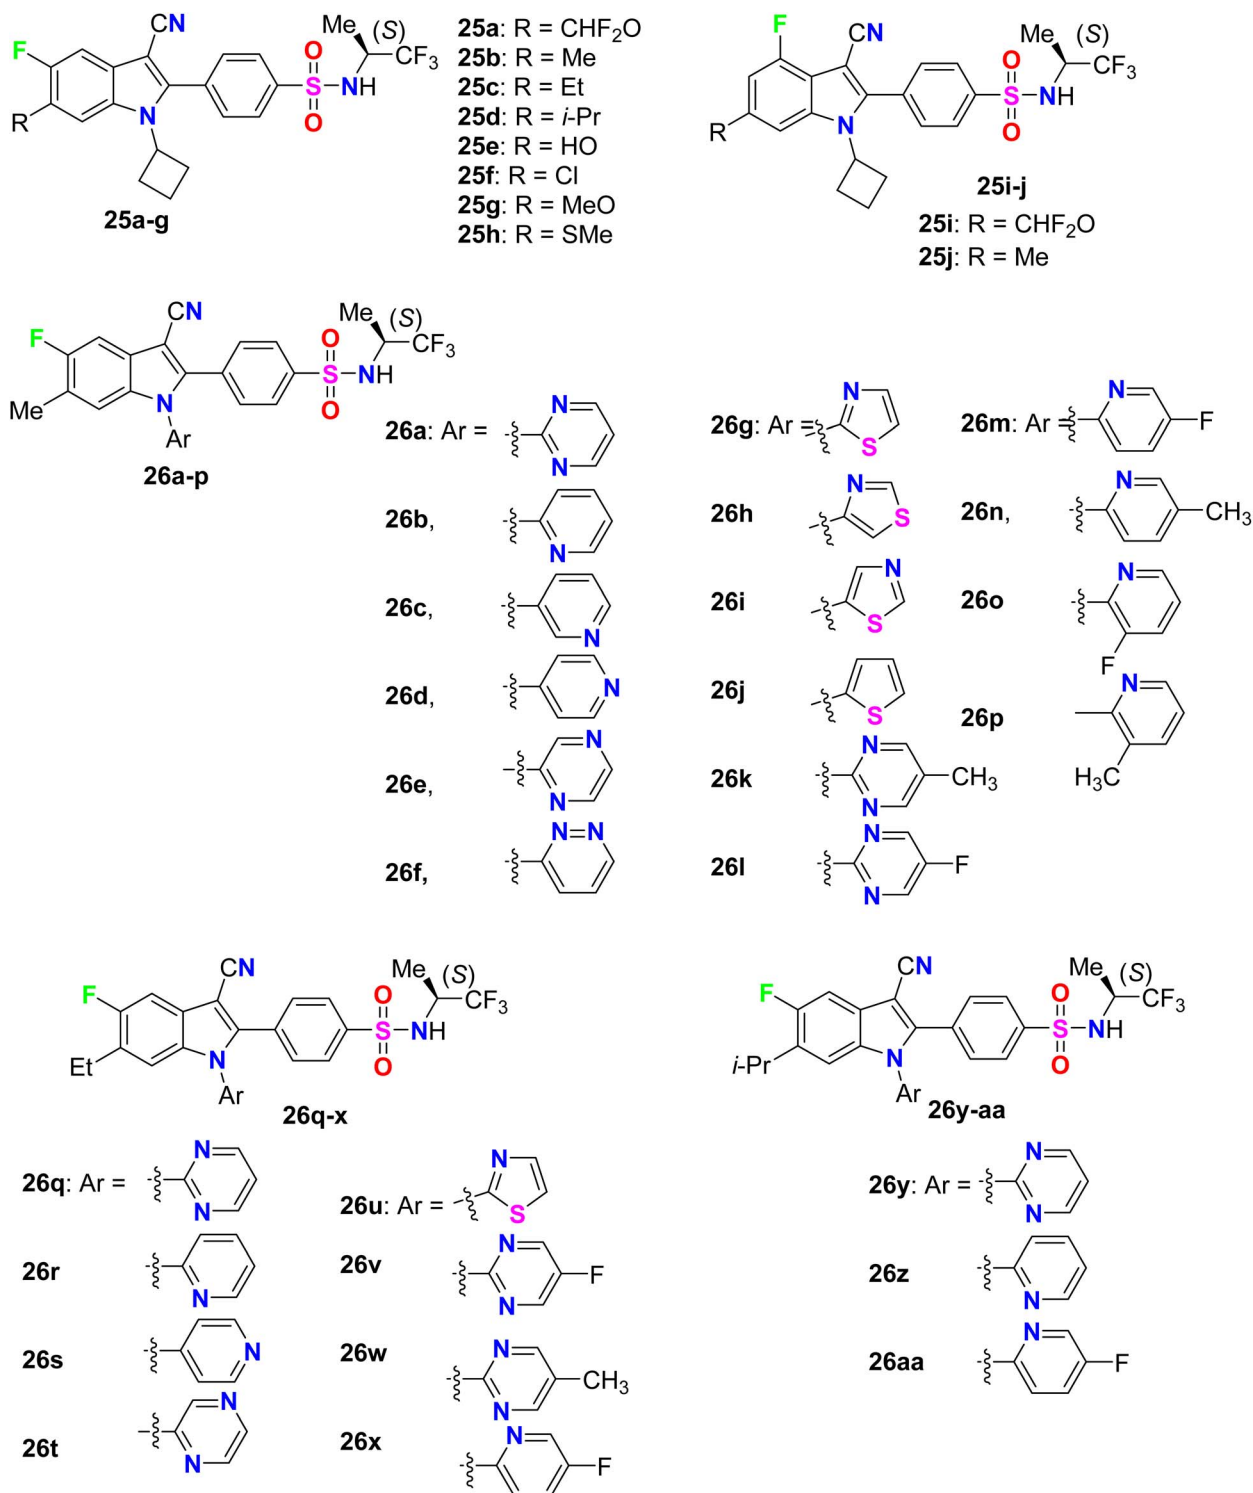 CN
F
R
N
S
O
O
NH
Me
(S)
CF3
25a-g
25a: R = CHF2O
25b: R = Me
25c: R = Et
25d: R = i-Pr
25e: R = HO
25f: R = Cl
25g: R = MeO
25h: R = SMe
F
CN
R
N
S
O
O
NH
Me
(S)
CF3
25i-j
25i: R = CHF2O
25j: R = Me
CN
F
Me
N
Ar
S
O
O
NH
Me
(S)
CF3
26a-p
26a: Ar =
N
N
26b,
N
26c,
N
26d,
N
26e,
N
N
26f,
N=N
26g: Ar =
N
S
26h
N
S
26i
N
S
26j
S
26k
N
N
CH3
26l
N
N
F
26m: Ar =
N
F
26n,
N
CH3
26o
N
F
26p
N
H3C
CN
F
Et
N
Ar
S
O
O
NH
Me
(S)
CF3
26q-x
26q: Ar =
N
N
26r
N
26s
N
26t
N
N
26u: Ar =
N
S
26v
N
N
F
26w
N
N
CH3
26x
N
F
CN
F
i-Pr
N
Ar
S
O
O
NH
Me
(S)
CF3
26y-aa
26y: Ar =
N
N
26z
N
26aa
N
F